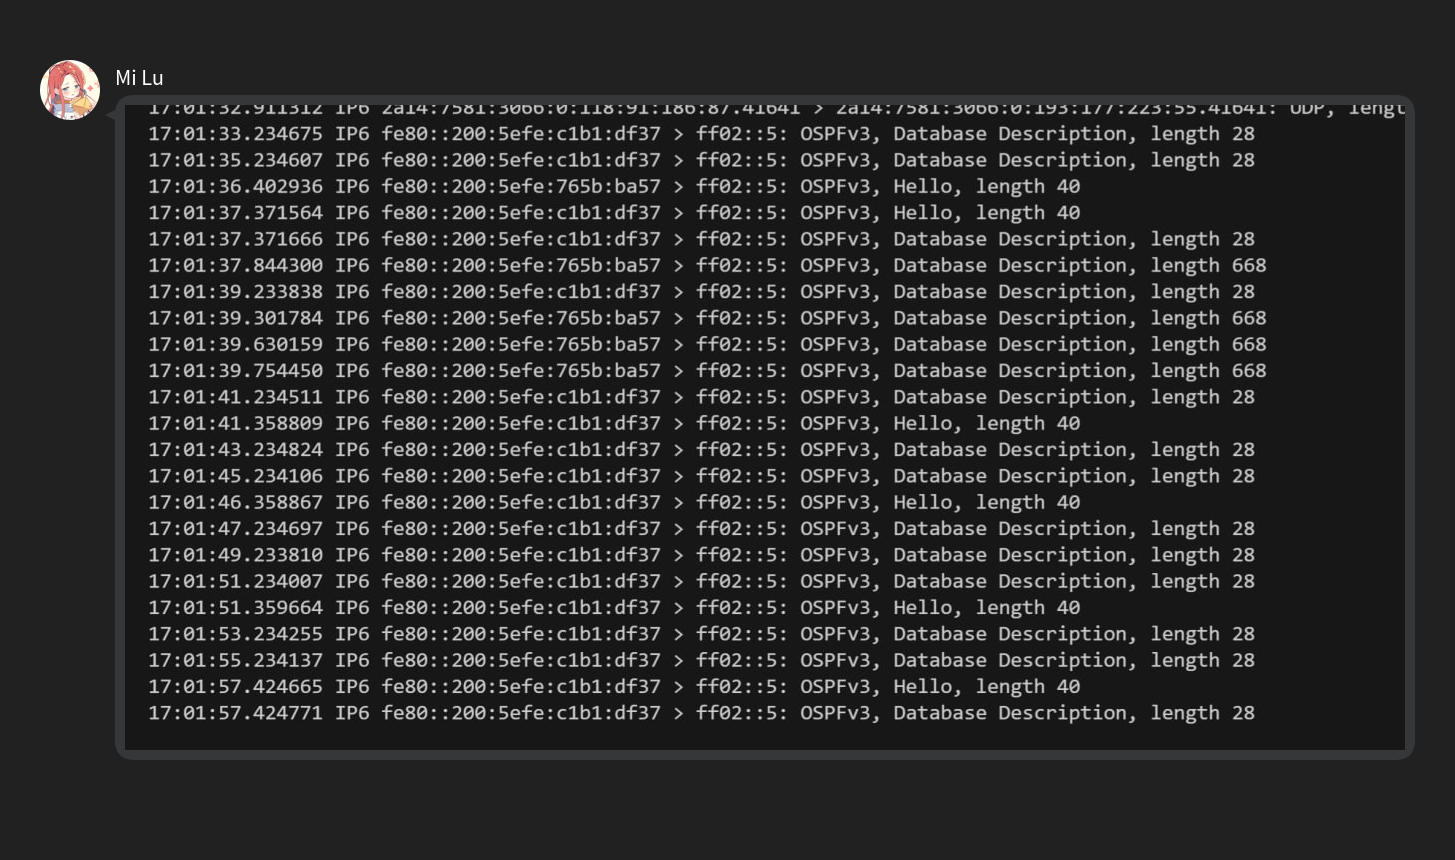 Mi Lu
17:01:32.911312 IP6 2a14:7581:3066:0:118:91:186:87.41641 > 2a14:7581:3066:0:193:177:223:55.41641: UDP, lengt
17:01:33.234675 IP6 fe80::200:5efe:c1b1:df37 > ff02::5: OSPFv3, Database Description, length 28
17:01:35.234607 IP6 fe80::200:5efe:c1b1:df37 > ff02::5: OSPFv3, Database Description, length 28
17:01:36.402936 IP6 fe80::200:5efe:765b:ba57 > ff02::5: OSPFv3, Hello, length 40
17:01:37.371564 IP6 fe80::200:5efe:c1b1:df37 > ff02::5: OSPFv3, Hello, length 40
17:01:37.371666 IP6 fe80::200:5efe:c1b1:df37 > ff02::5: OSPFv3, Database Description, length 28
17:01:37.844300 IP6 fe80::200:5efe:765b:ba57 > ff02::5: OSPFv3, Database Description, length 668
17:01:39.233838 IP6 fe80::200:5efe:c1b1:df37 > ff02::5: OSPFv3, Database Description, length 28
17:01:39.301784 IP6 fe80::200:5efe:765b:ba57 > ff02::5: OSPFv3, Database Description, length 668
17:01:39.630159 IP6 fe80::200:5efe:765b:ba57 > ff02::5: OSPFv3, Database Description, length 668
17:01:39.754450 IP6 fe80::200:5efe:765b:ba57 > ff02::5: OSPFv3, Database Description, length 668
17:01:41.234511 IP6 fe80::200:5efe:c1b1:df37 > ff02::5: OSPFv3, Database Description, length 28
17:01:41.358809 IP6 fe80::200:5efe:c1b1:df37 > ff02::5: OSPFv3, Hello, length 40
17:01:43.234824 IP6 fe80::200:5efe:c1b1:df37 > ff02::5: OSPFv3, Database Description, length 28
17:01:45.234106 IP6 fe80::200:5efe:c1b1:df37 > ff02::5: OSPFv3, Database Description, length 28
17:01:46.358867 IP6 fe80::200:5efe:c1b1:df37 > ff02::5: OSPFv3, Hello, length 40
17:01:47.234697 IP6 fe80::200:5efe:c1b1:df37 > ff02::5: OSPFv3, Database Description, length 28
17:01:49.233810 IP6 fe80::200:5efe:c1b1:df37 > ff02::5: OSPFv3, Database Description, length 28
17:01:51.234007 IP6 fe80::200:5efe:c1b1:df37 > ff02::5: OSPFv3, Database Description, length 28
17:01:51.359664 IP6 fe80::200:5efe:c1b1:df37 > ff02::5: OSPFv3, Hello, length 40
17:01:53.234255 IP6 fe80::200:5efe:c1b1:df37 > ff02::5: OSPFv3, Database Description, length 28
17:01:55.234137 IP6 fe80::200:5efe:c1b1:df37 > ff02::5: OSPFv3, Database Description, length 28
17:01:57.424665 IP6 fe80::200:5efe:c1b1:df37 > ff02::5: OSPFv3, Hello, length 40
17:01:57.424771 IP6 fe80::200:5efe:c1b1:df37 > ff02::5: OSPFv3, Database Description, length 28